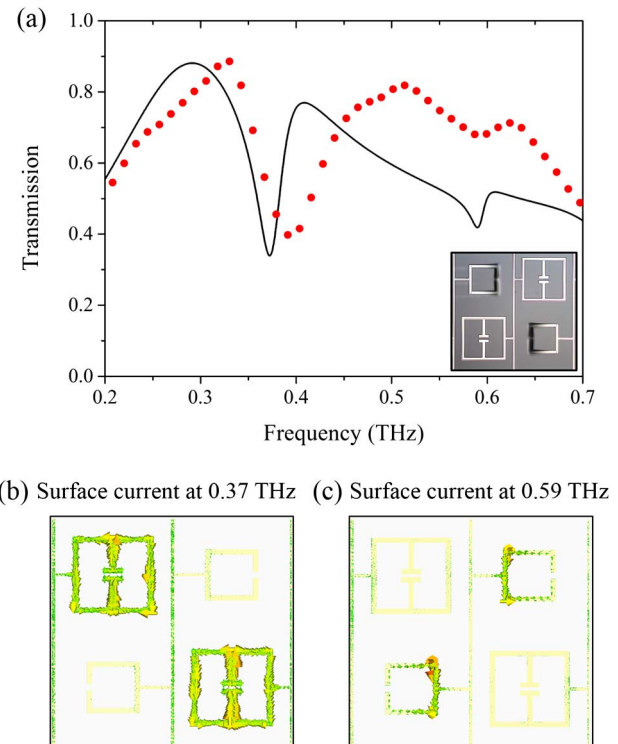 (a)
1.0
0.8
0.6
0.4
0.2
0.0
Transmission
0.2 0.3 0.4 0.5 0.6 0.7
Frequency (THz)
(b) Surface current at 0.37 THz (c) Surface current at 0.59 THz